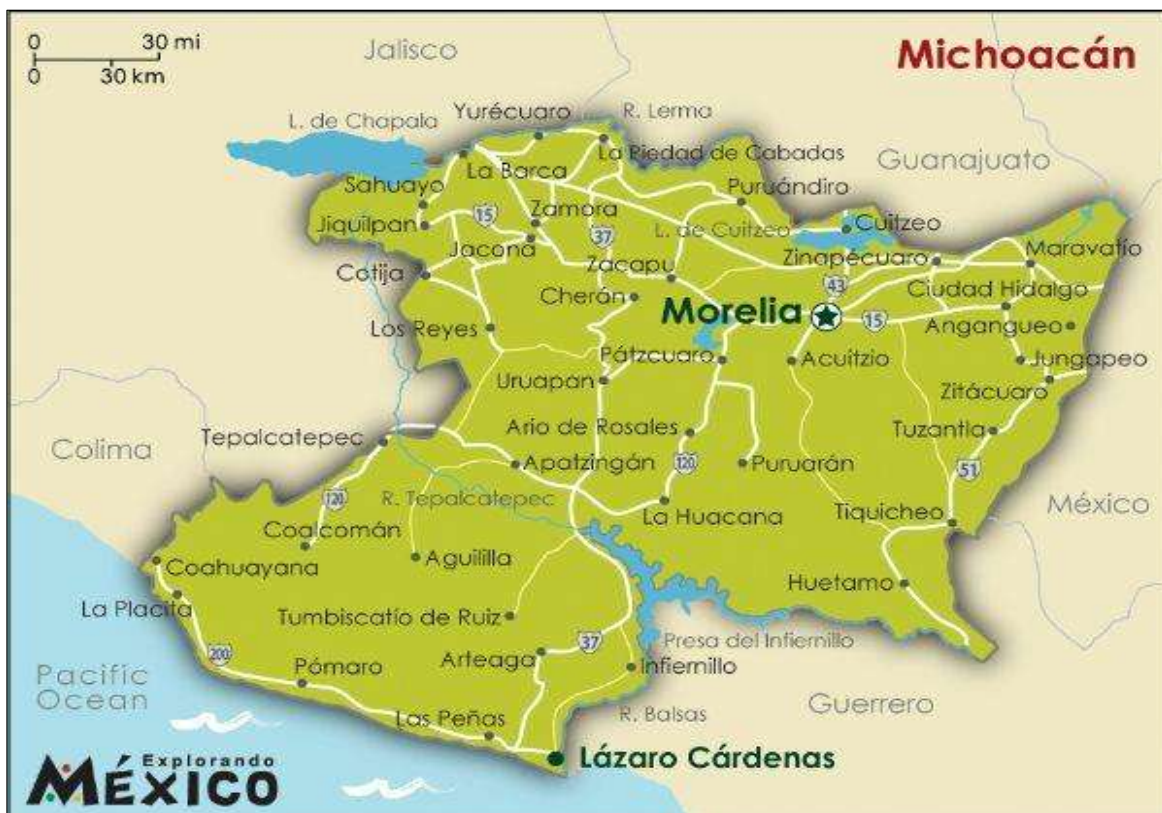 0 30 mi
0 30 km
Jalisco
Michoacán
L. de Chapala
Yurécuaro
R. Lerma
La Barca
La Piedad de Cabadas
Guanajuato
Sahuayo
Puruándiro
Jiquilpan
15
Zamora
37
L. de Cuitzeo
Cuitzeo
Jacona
Zinapécuaro
Maravatío
Cotija
Zacapu
43
Cherán
Ciudad Hidalgo
Morelia
15
Angangueo
Los Reyes
Pátzcuaro
Acuitzio
Jungapeo
Uruapan
Zitácuaro
Tepalcatepec
Ario de Rosales
Tuzantla
Colima
Apatzingán
120
Puruarán
51
120
R. Tepalcatepec
La Huacana
Tiquicheo
México
Coalcomán
Coahuayana
Aguililla
Huetamo
La Placita
Tumbiscatío de Ruiz
200
Arteaga
37
Presa del Infiernillo
Pómaro
Infiernillo
Pacific
Ocean
Guerrero
Las Peñas
R. Balsas
Lázaro Cárdenas
Explorando
MÉXICO